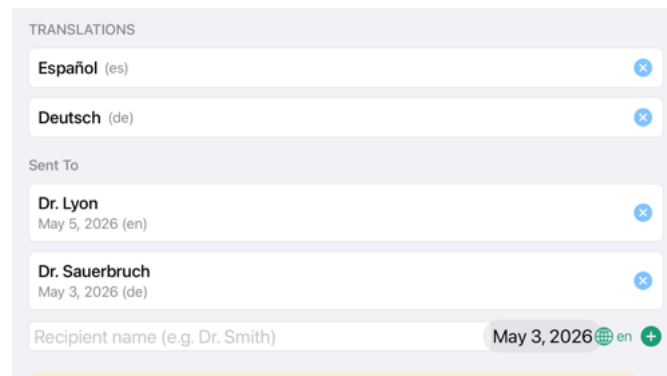 TRANSLATIONS
Español (es)
Deutsch (de)
Sent To
Dr. Lyon
May 5, 2026 (en)
Dr. Sauerbruch
May 3, 2026 (de)
Recipient name (e.g. Dr. Smith) May 3, 2026 en